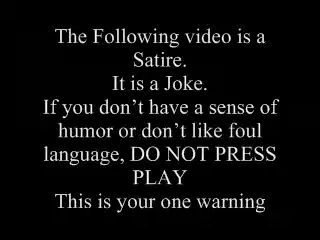 The Following video is a
Satire.
It is a Joke.
If you don’t have a sense of
humor or don’t like foul
language, DO NOT PRESS
PLAY
This is your one warning